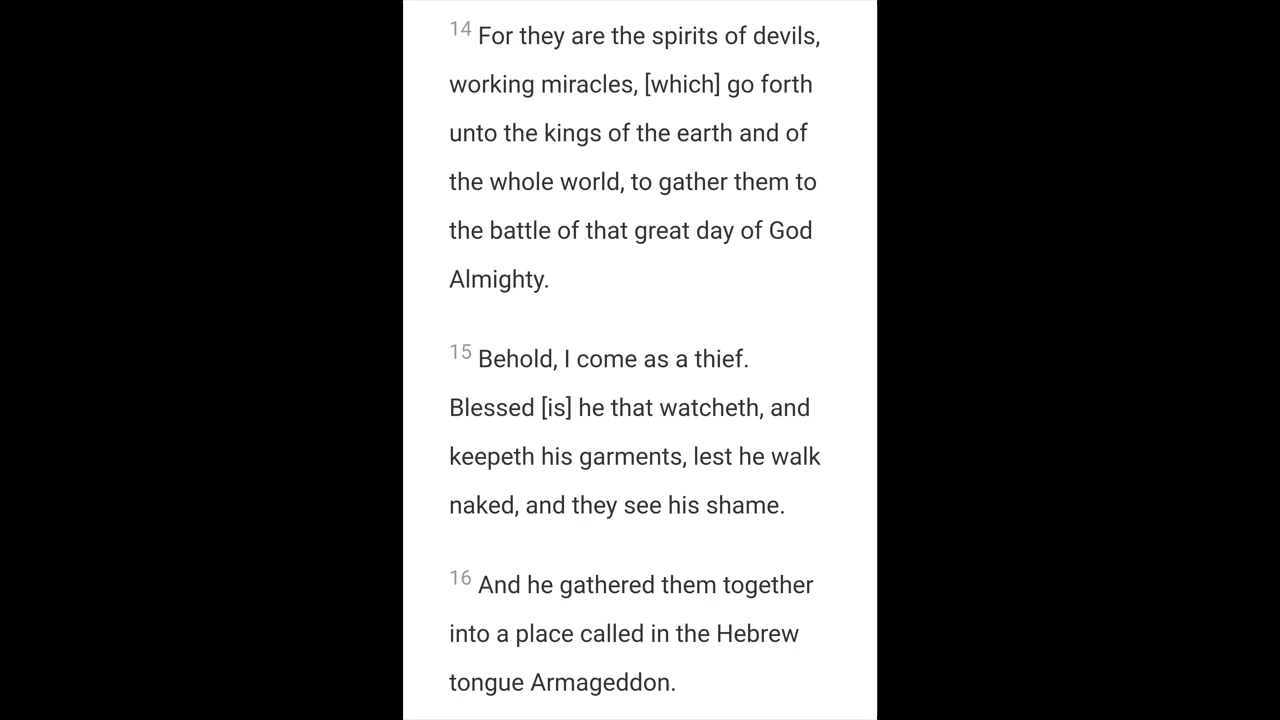 14 For they are the spirits of devils,
working miracles, [which] go forth
unto the kings of the earth and of
the whole world, to gather them to
the battle of that great day of God
Almighty.
15 Behold, I come as a thief.
Blessed [is] he that watcheth, and
keepeth his garments, lest he walk
naked, and they see his shame.
16 And he gathered them together
into a place called in the Hebrew
tongue Armageddon.